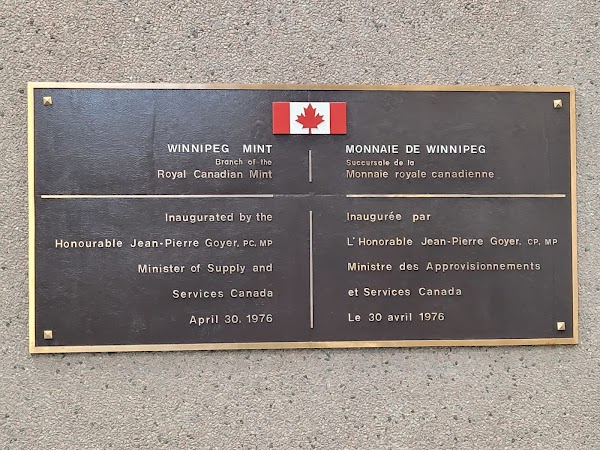 WINNIPEG MINT
Branch of the
Royal Canadian Mint
Inaugurated by the
Honourable Jean-Pierre Goyer, PC, MP
Minister of Supply and
Services Canada
April 30, 1976
MONNAIE DE WINNIPEG
Succursale de la
Monnaie royale canadienne
Inaugurée par
L'Honorable Jean-Pierre Goyer, CP, MP
Ministre des Approvisionnements
et Services Canada
Le 30 avril 1976